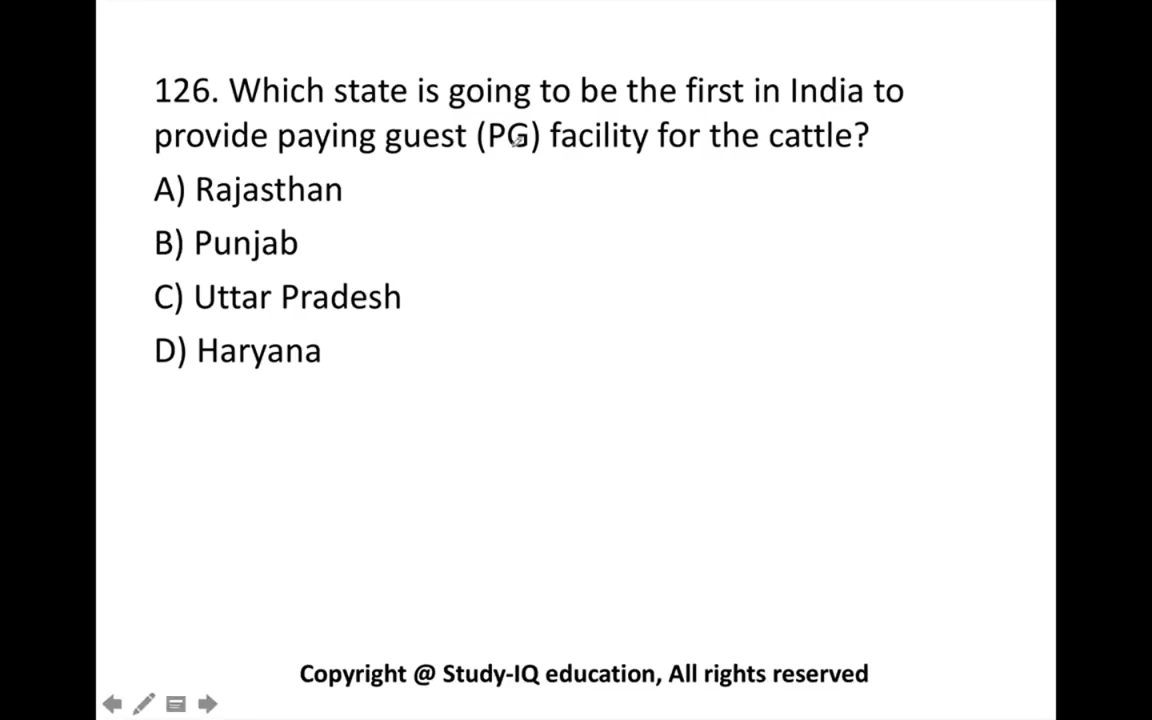 126. Which state is going to be the first in India to
provide paying guest (PG) facility for the cattle?
A) Rajasthan
B) Punjab
C) Uttar Pradesh
D) Haryana
Copyright @ Study-IQ education, All rights reserved